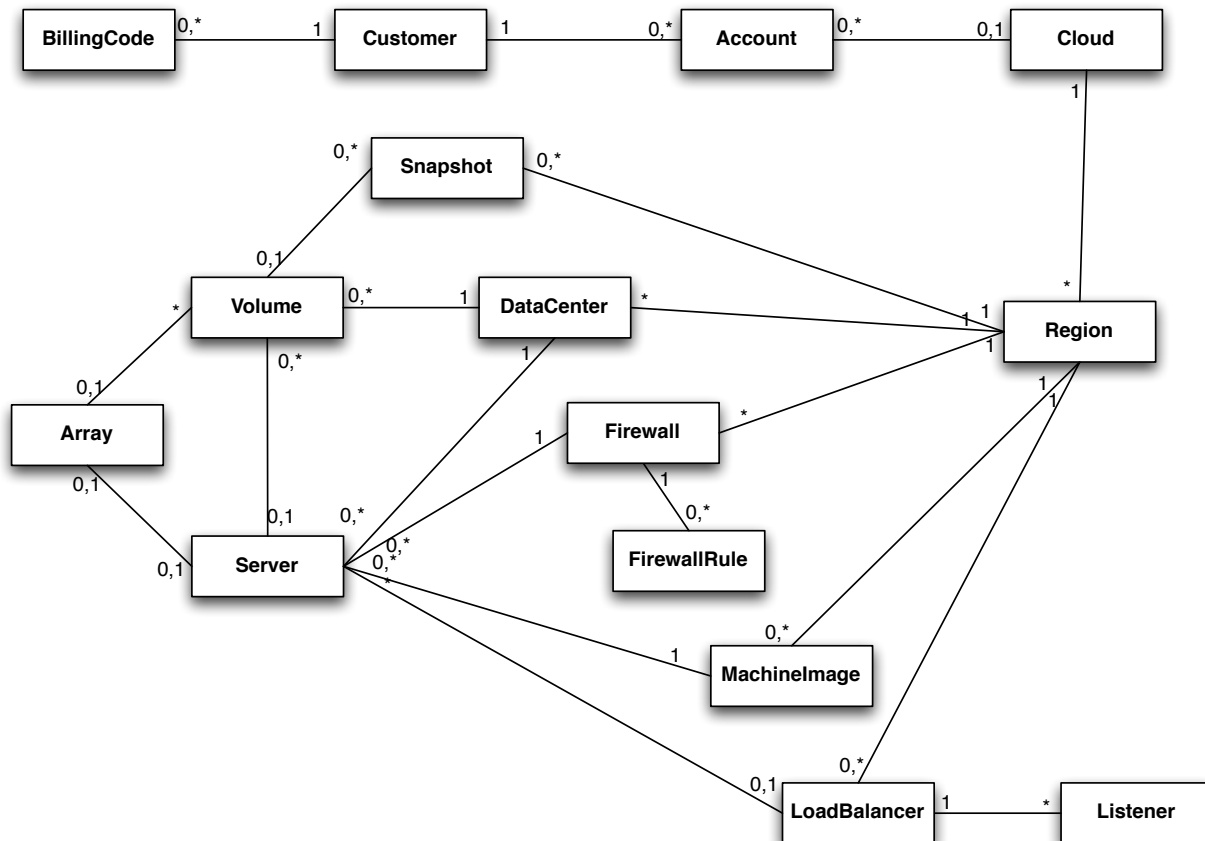 BillingCode 0,* 1 Customer 1 0,* Account 0,* 0,1 Cloud
1
0,* Snapshot 0,*
0,1
* Volume 0,* 1 DataCenter * 1 1 *
Region
0,* 1 1
0,1 1 1
Array 1 Firewall *
0,1 1
0,1 0,* 0,*
0,1 Server 0,* 0,* * FirewallRule
1 0,*
MachineImage
0,1 0,*
LoadBalancer 1 * Listener